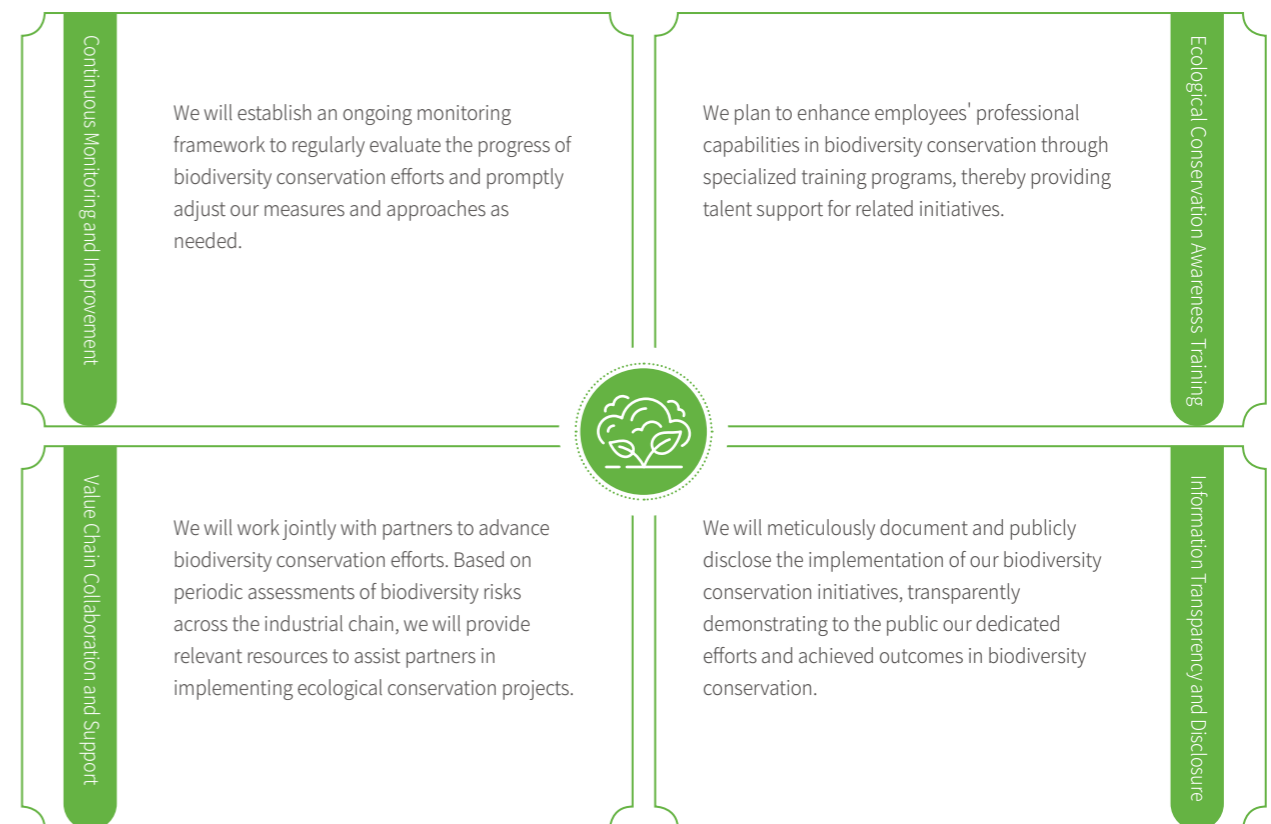 Continuous Monitoring and Improvement
We will establish an ongoing monitoring
framework to regularly evaluate the progress of
biodiversity conservation efforts and promptly
adjust our measures and approaches as
needed.
Ecological Conservation Awareness Training
We plan to enhance employees' professional
capabilities in biodiversity conservation through
specialized training programs, thereby providing
talent support for related initiatives.
Value Chain Collaboration and Support
We will work jointly with partners to advance
biodiversity conservation efforts. Based on
periodic assessments of biodiversity risks
across the industrial chain, we will provide
relevant resources to assist partners in
implementing ecological conservation projects.
Information Transparency and Disclosure
We will meticulously document and publicly
disclose the implementation of our biodiversity
conservation initiatives, transparently
demonstrating to the public our dedicated
efforts and achieved outcomes in biodiversity
conservation.